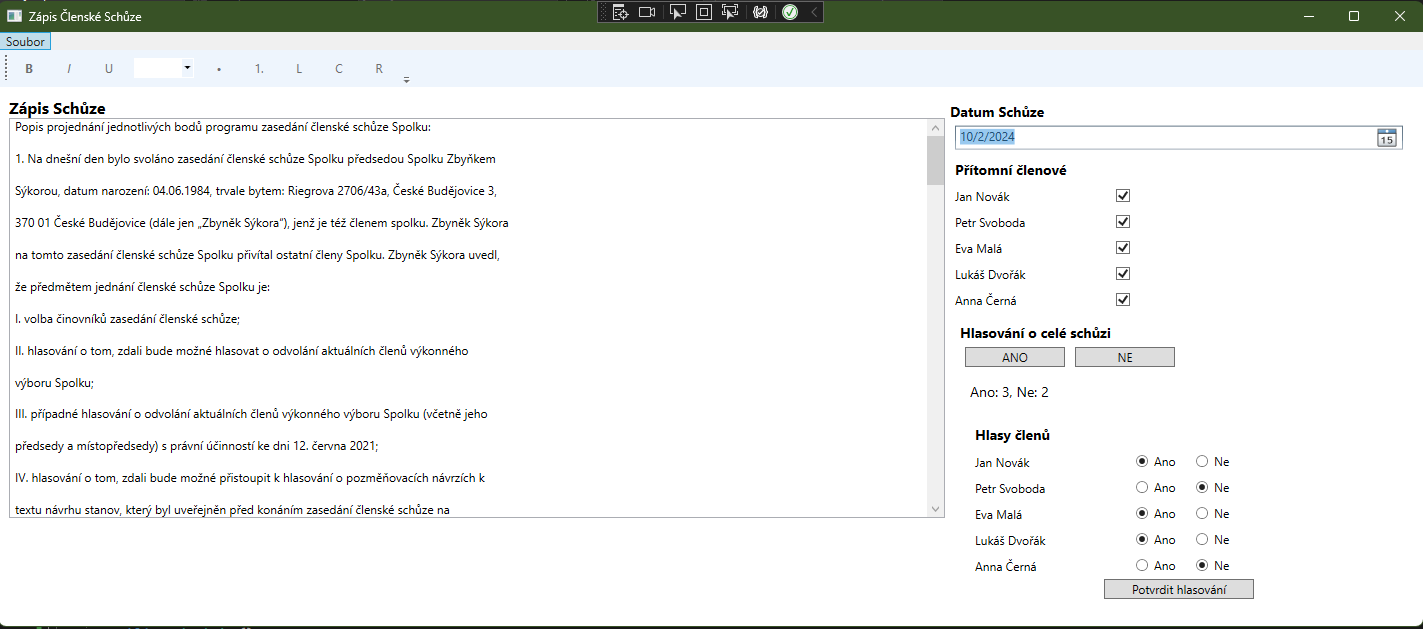 Zápis Členské Schůze
Soubor
B I U • 1. L C R
Zápis Schůze
Popis projednání jednotlivých bodů programu zasedání členské schůze Spolku:
1. Na dnešní den bylo svoláno zasedání členské schůze Spolku předsedou Spolku Zbyňkem
Sýkorou, datum narození: 04.06.1984, trvale bytem: Riegrova 2706/43a, České Budějovice 3,
370 01 České Budějovice (dále jen „Zbyněk Sýkora“), jenž je též členem spolku. Zbyněk Sýkora
na tomto zasedání členské schůze Spolku přivítal ostatní členy Spolku. Zbyněk Sýkora uvedl,
že předmětem jednání členské schůze Spolku je:
I. volba činovníků zasedání členské schůze;
II. hlasování o tom, zdali bude možné hlasovat o odvolání aktuálních členů výkonného
výboru Spolku;
III. případné hlasování o odvolání aktuálních členů výkonného výboru Spolku (včetně jeho
předsedy a místopředsedy) s právní účinností ke dni 12. června 2021;
IV. hlasování o tom, zdali bude možné přistoupit k hlasování o pozměňovacích návrzích k
textu návrhu stanov, který byl uveřejněn před konáním zasedání členské schůze na
Datum Schůze
10/2/2024
15
Přítomní členové
Jan Novák
Petr Svoboda
Eva Malá
Lukáš Dvořák
Anna Černá
Hlasování o celé schůzi
ANO NE
Ano: 3, Ne: 2
Hlasy členů
Jan Novák Ano Ne
Petr Svoboda Ano Ne
Eva Malá Ano Ne
Lukáš Dvořák Ano Ne
Anna Černá Ano Ne
Potvrdit hlasování